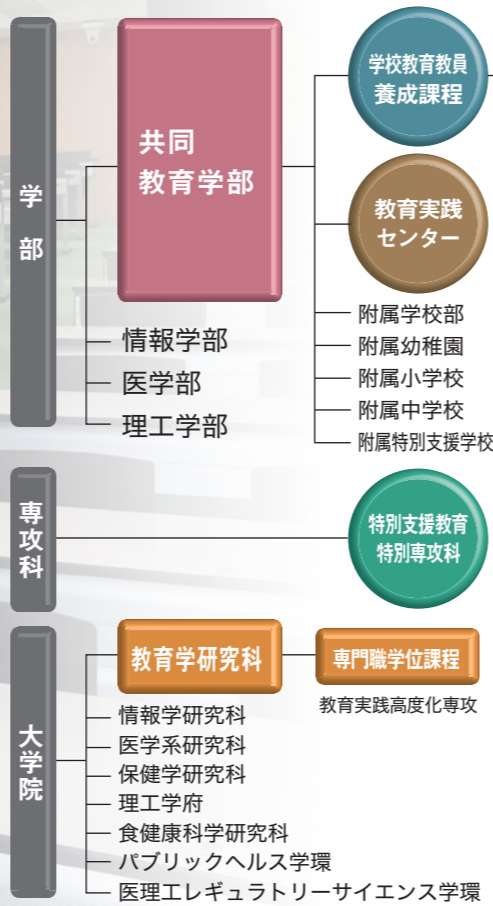 学部
共同
教育学部
学校教育教員
養成課程
教育実践
センター
情報学部
医学部
理工学部
附属学校部
附属幼稚園
附属小学校
附属中学校
附属特別支援学校
専攻科
特別支援教育
特別専攻科
大学院
教育学研究科
専門職学位課程
教育実践高度化専攻
情報学研究科
医学系研究科
保健学研究科
理工学府
食健康科学研究科
パブリックヘルス学環
医理工レギュラトリーサイエンス学環